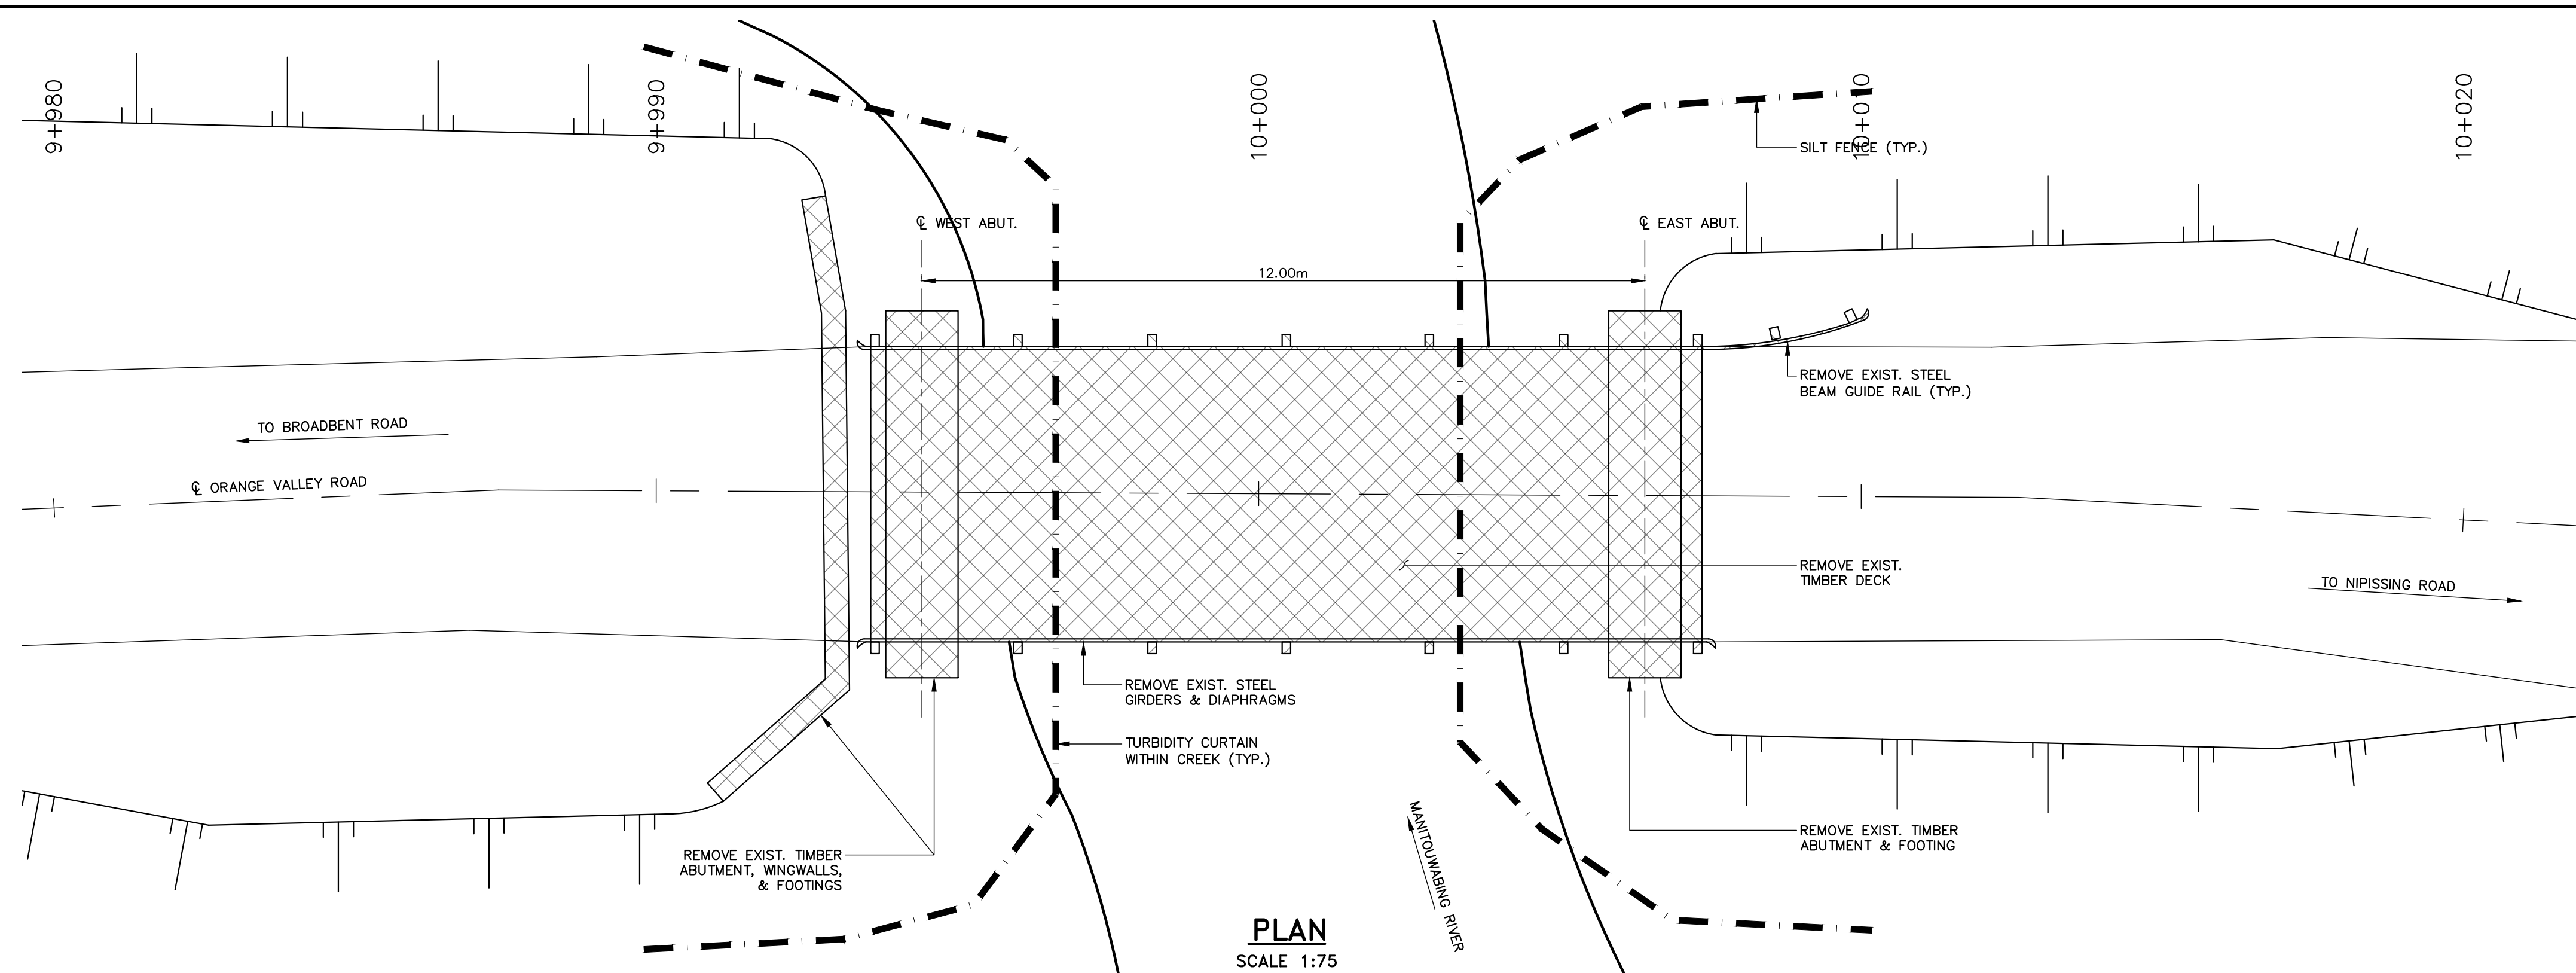 9+980
9+990
10+000
10+010
10+020
SILT FENCE (TYP.)
℄ WEST ABUT.
℄ EAST ABUT.
12.00m
REMOVE EXIST. STEEL
BEAM GUIDE RAIL (TYP.)
TO BROADBENT ROAD
℄ ORANGE VALLEY ROAD
REMOVE EXIST.
TIMBER DECK
TO NIPISSING ROAD
REMOVE EXIST. STEEL
GIRDERS & DIAPHRAGMS
TURBIDITY CURTAIN
WITHIN CREEK (TYP.)
REMOVE EXIST. TIMBER
ABUTMENT, WINGWALLS,
& FOOTINGS
MANITOUWABING RIVER
REMOVE EXIST. TIMBER
ABUTMENT & FOOTING
PLAN
SCALE 1:75